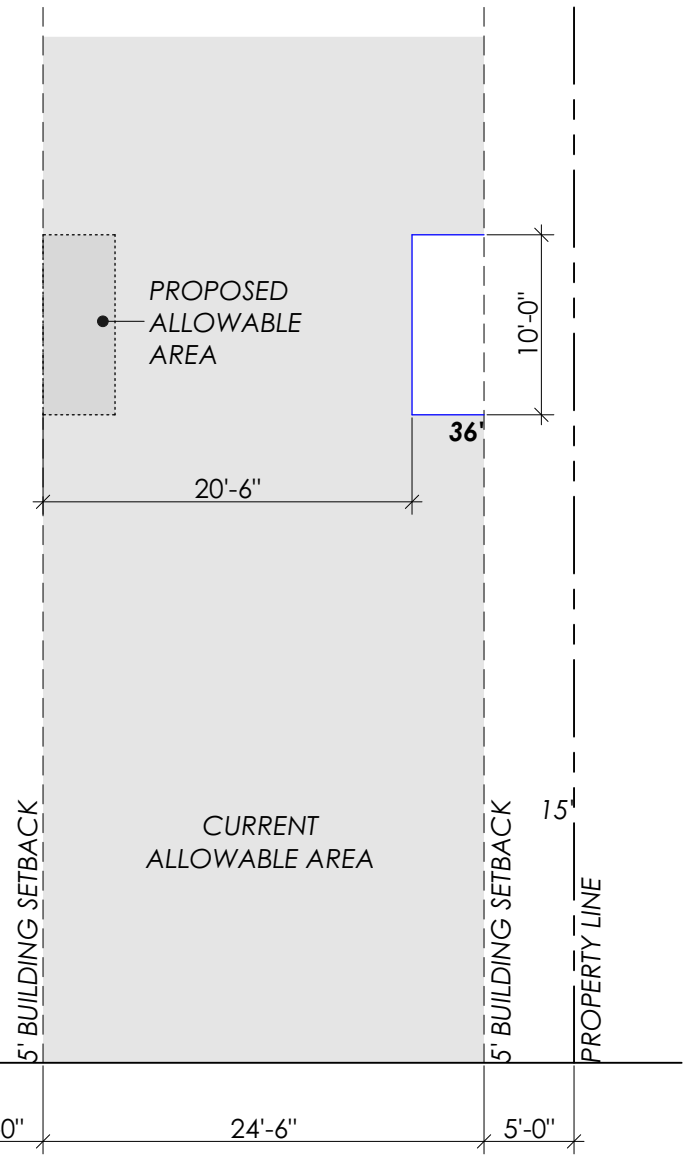 PROPOSED
ALLOWABLE
AREA
10'-0"
36'
20'-6"
CURRENT
ALLOWABLE AREA
5' BUILDING SETBACK
5' BUILDING SETBACK
15'
PROPERTY LINE
0"
24'-6"
5'-0"